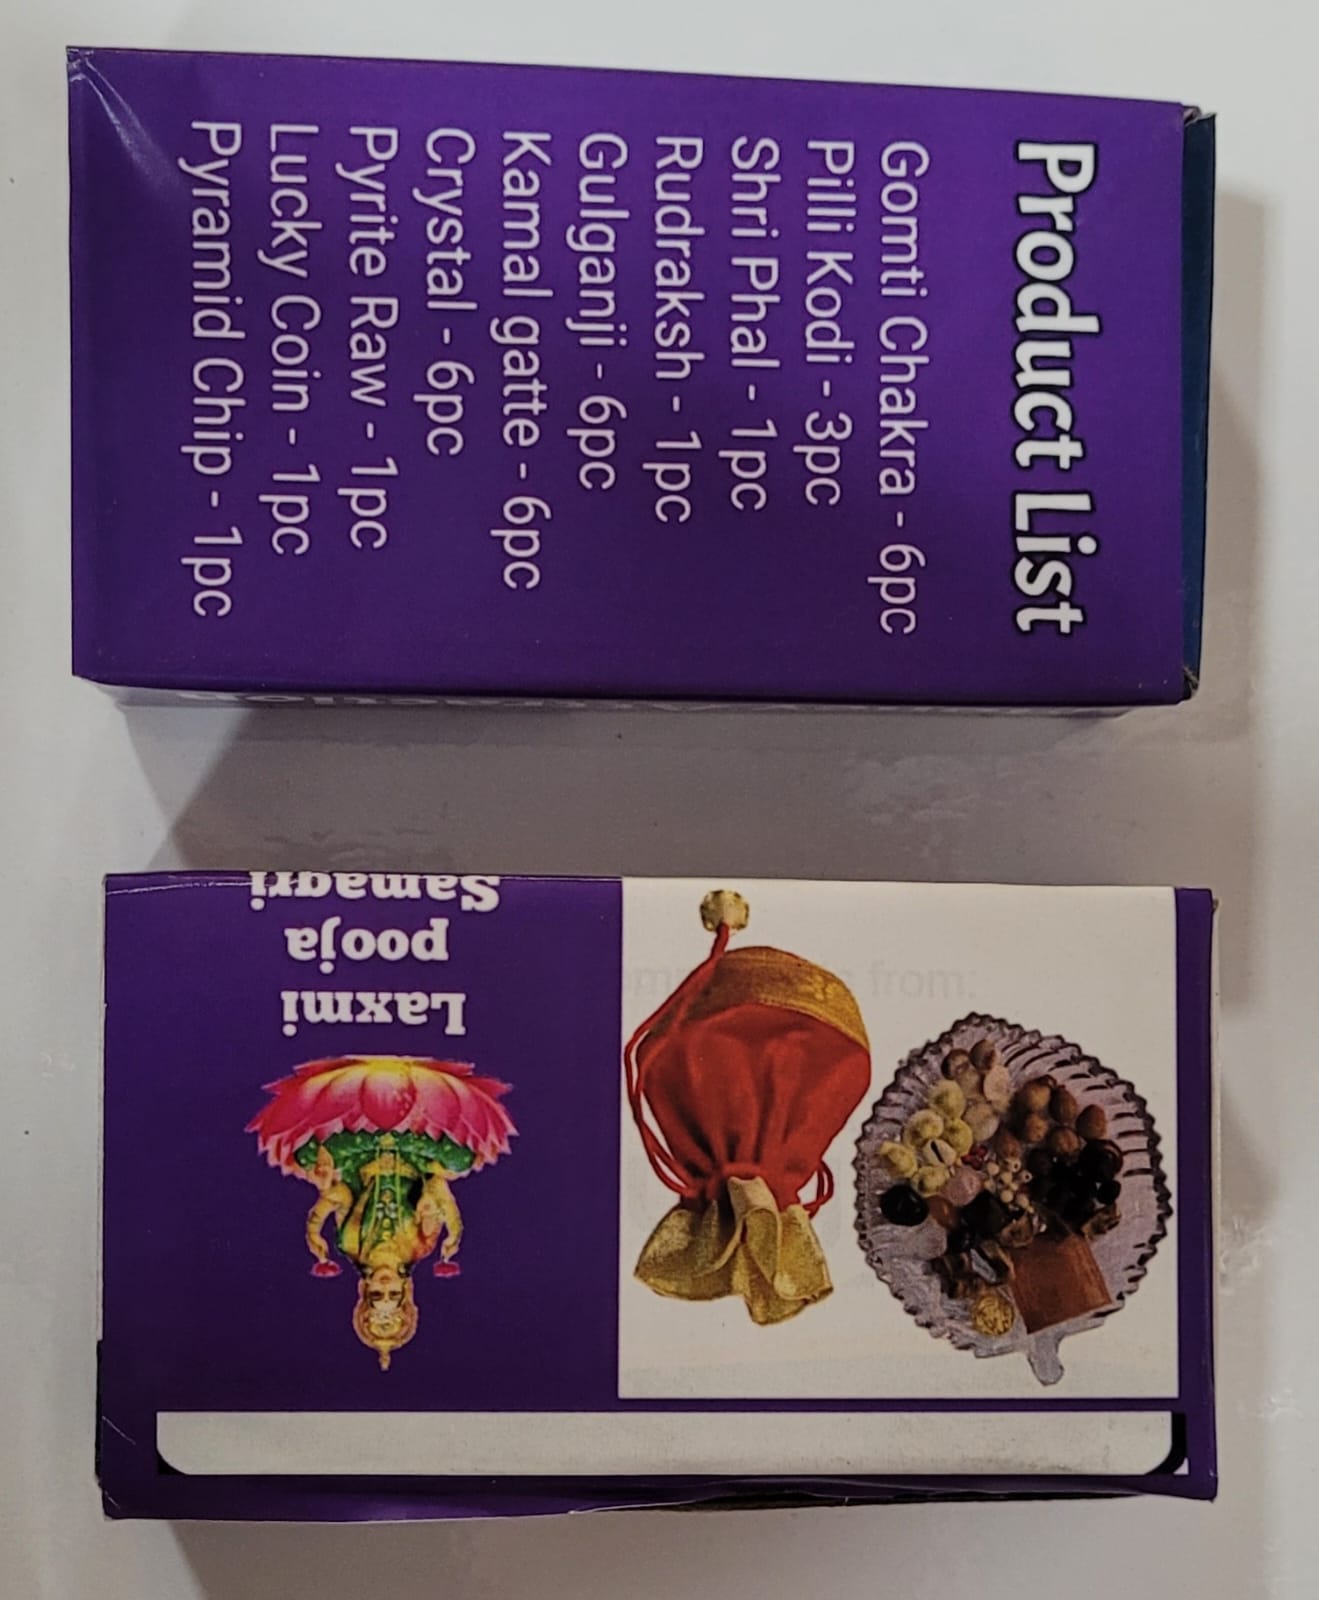 Product List
Gomti Chakra - 6pc
Pilli Kodi - 3pc
Shri Phal - 1pc
Rudraksh - 1pc
Gulganji - 6pc
Kamal gatte - 6pc
Crystal - 6pc
Pyrite Raw - 1pc
Lucky Coin - 1pc
Pyramid Chip - 1pc
Laxmi
pooja
Samagri